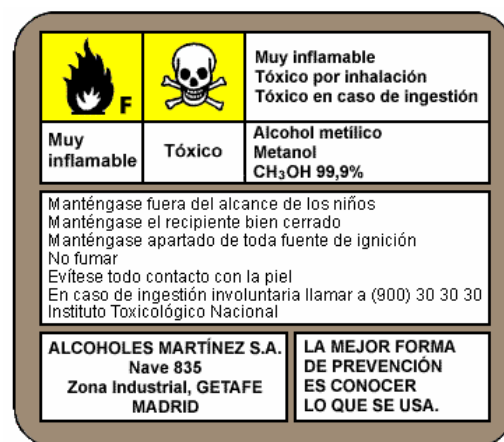 F
Muy inflamable
Tóxico por inhalación
Tóxico en caso de ingestión
Muy
inflamable
Tóxico
Alcohol metílico
Metanol
CH₃OH 99,9%
Manténgase fuera del alcance de los niños
Manténgase el recipiente bien cerrado
Manténgase apartado de toda fuente de ignición
No fumar
Evítese todo contacto con la piel
En caso de ingestión involuntaria llamar a (900) 30 30 30
Instituto Toxicológico Nacional
ALCOHOLES MARTÍNEZ S.A.
Nave 835
Zona Industrial, GETAFE
MADRID
LA MEJOR FORMA
DE PREVENCIÓN
ES CONOCER
LO QUE SE USA.